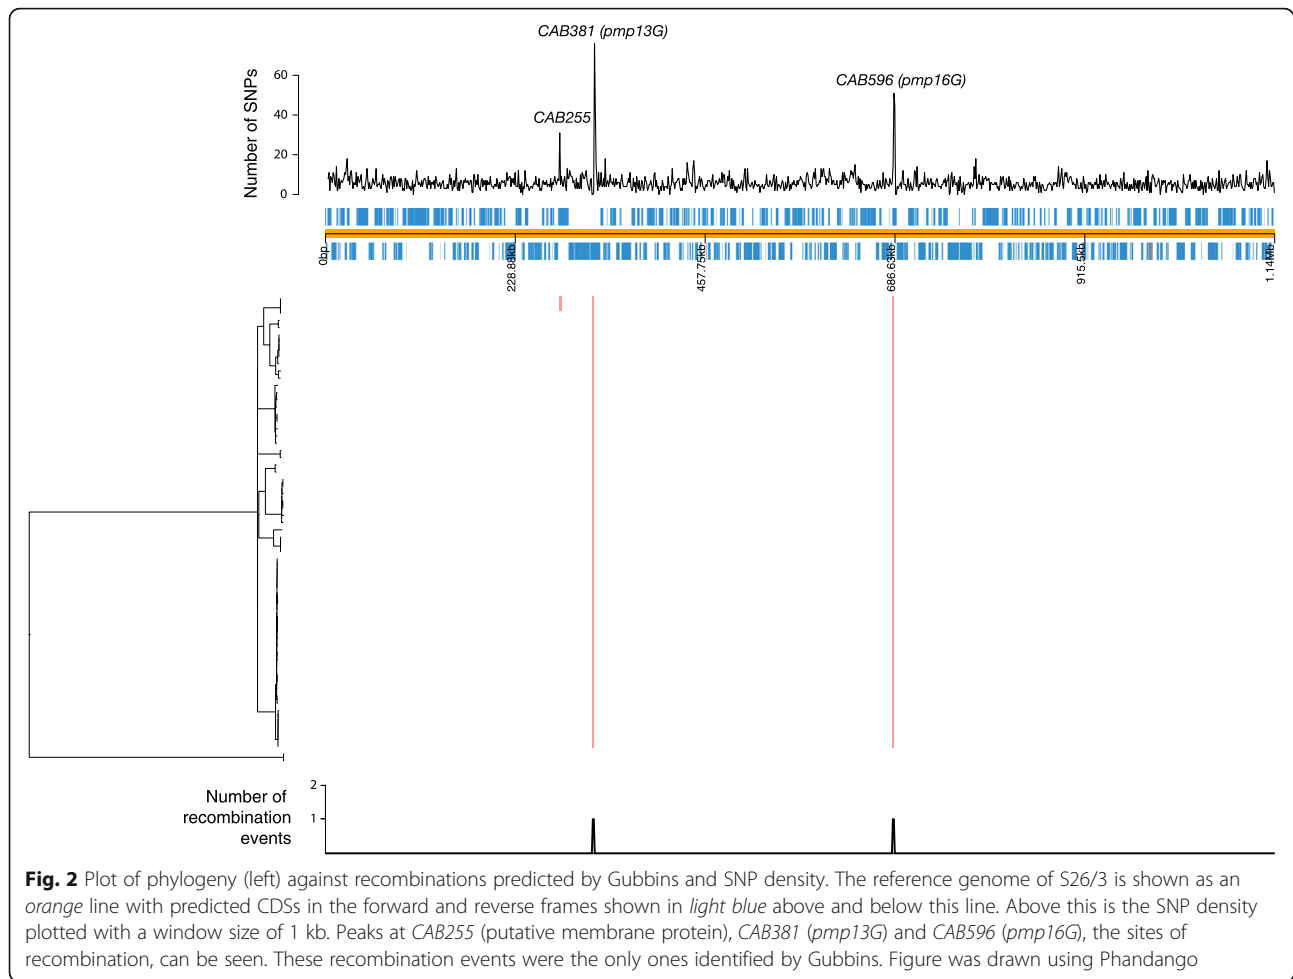 CAB381 (pmp13G)
CAB596 (pmp16G)
CAB255
Number of SNPs
60
40
20
0
0bp
228.88kb
457.75kb
686.63kb
915.5kb
1.14Mb
2
1
Number of
recombination
events
Fig. 2 Plot of phylogeny (left) against recombinations predicted by Gubbins and SNP density. The reference genome of S26/3 is shown as an
orange line with predicted CDSs in the forward and reverse frames shown in light blue above and below this line. Above this is the SNP density
plotted with a window size of 1 kb. Peaks at CAB255 (putative membrane protein), CAB381 (pmp13G) and CAB596 (pmp16G), the sites of
recombination, can be seen. These recombination events were the only ones identified by Gubbins. Figure was drawn using Phandango